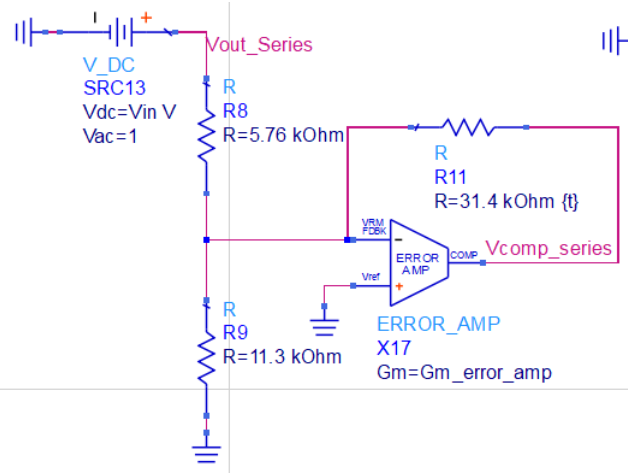 Vout_Series
V_DC
SRC13
Vdc=Vin V
Vac=1
R
R8
R=5.76 kOhm
R
R11
R=31.4 kOhm {t}
VRM
FDBK
ERROR
AMP
COMP
Vcomp_series
Vref
R
R9
R=11.3 kOhm
ERROR_AMP
X17
Gm=Gm_error_amp